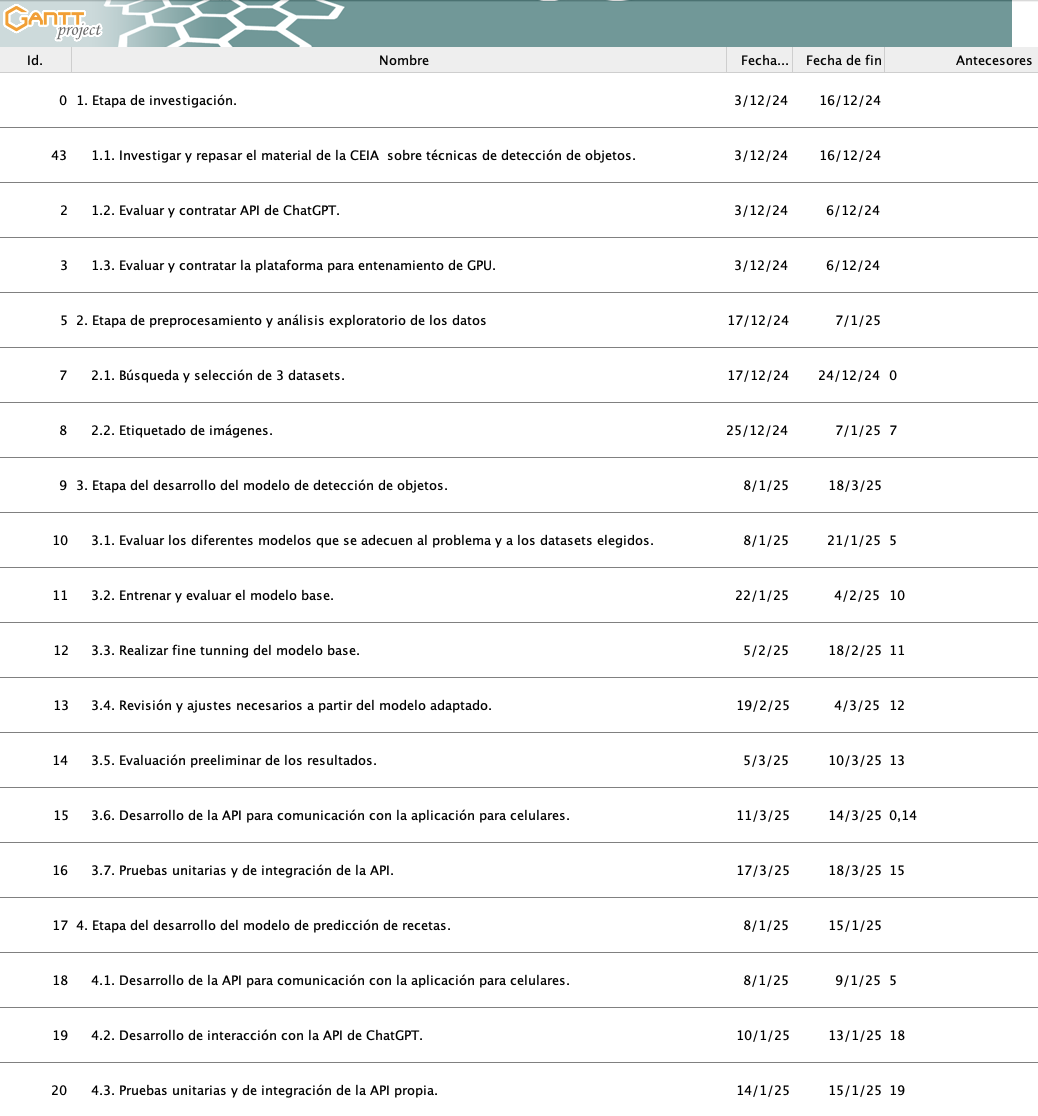 GANTT
project
Id. Nombre Fecha... Fecha de fin Antecesores
0 1. Etapa de investigación. 3/12/24 16/12/24
43 1.1. Investigar y repasar el material de la CEIA sobre técnicas de detección de objetos. 3/12/24 16/12/24
2 1.2. Evaluar y contratar API de ChatGPT. 3/12/24 6/12/24
3 1.3. Evaluar y contratar la plataforma para entenamiento de GPU. 3/12/24 6/12/24
5 2. Etapa de preprocesamiento y análisis exploratorio de los datos 17/12/24 7/1/25
7 2.1. Búsqueda y selección de 3 datasets. 17/12/24 24/12/24 0
8 2.2. Etiquetado de imágenes. 25/12/24 7/1/25 7
9 3. Etapa del desarrollo del modelo de detección de objetos. 8/1/25 18/3/25
10 3.1. Evaluar los diferentes modelos que se adecuen al problema y a los datasets elegidos. 8/1/25 21/1/25 5
11 3.2. Entrenar y evaluar el modelo base. 22/1/25 4/2/25 10
12 3.3. Realizar fine tunning del modelo base. 5/2/25 18/2/25 11
13 3.4. Revisión y ajustes necesarios a partir del modelo adaptado. 19/2/25 4/3/25 12
14 3.5. Evaluación preeliminar de los resultados. 5/3/25 10/3/25 13
15 3.6. Desarrollo de la API para comunicación con la aplicación para celulares. 11/3/25 14/3/25 0,14
16 3.7. Pruebas unitarias y de integración de la API. 17/3/25 18/3/25 15
17 4. Etapa del desarrollo del modelo de predicción de recetas. 8/1/25 15/1/25
18 4.1. Desarrollo de la API para comunicación con la aplicación para celulares. 8/1/25 9/1/25 5
19 4.2. Desarrollo de interacción con la API de ChatGPT. 10/1/25 13/1/25 18
20 4.3. Pruebas unitarias y de integración de la API propia. 14/1/25 15/1/25 19